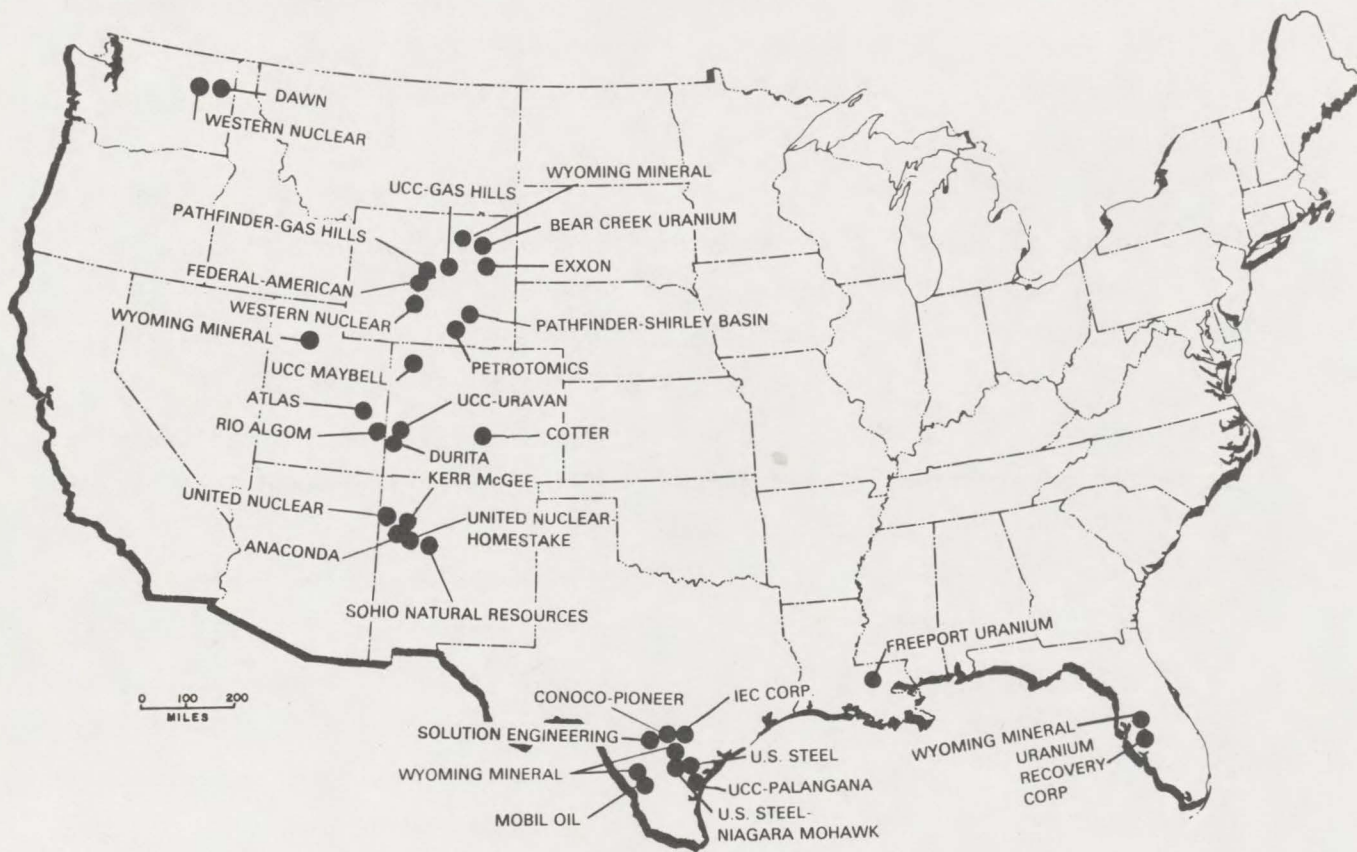 DAWN
WESTERN NUCLEAR
WYOMING MINERAL
UCC-GAS HILLS
BEAR CREEK URANIUM
PATHFINDER-GAS HILLS
EXXON
FEDERAL-AMERICAN
WESTERN NUCLEAR
PATHFINDER-SHIRLEY BASIN
WYOMING MINERAL
PETROTOMICS
UCC MAYBELL
ATLAS
UCC-URAVAN
RIO ALGOM
COTTER
DURITA
KERR McGEE
UNITED NUCLEAR
UNITED NUCLEAR-
HOMESTAKE
ANACONDA
SOHIO NATURAL RESOURCES
FREEPORT URANIUM
0 100 200
MILES
CONOCO-PIONEER
IEC CORP.
SOLUTION ENGINEERING
WYOMING MINERAL
U.S. STEEL
UCC-PALANGANA
MOBIL OIL
U.S. STEEL-
NIAGARA MOHAWK
WYOMING MINERAL
URANIUM
RECOVERY
CORP